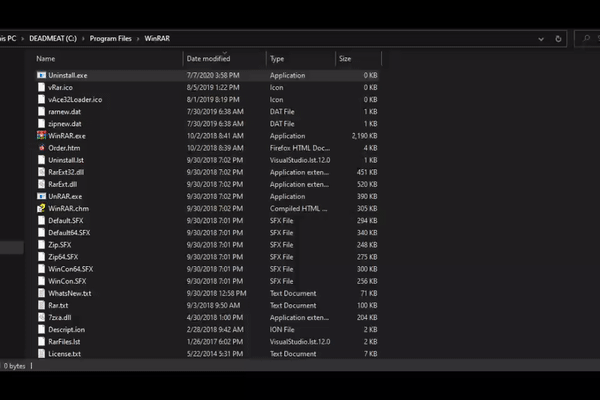 his PC > DEADMEAT (C:) > Program Files > WinRAR
Name Date modified Type Size
Uninstall.exe 7/7/2020 3:58 PM Application 0 KB
vRar.ico 8/5/2019 1:22 PM Icon 0 KB
vAce32Loader.ico 8/1/2019 8:19 PM Icon 0 KB
rarnew.dat 7/30/2019 6:38 AM DAT File 1 KB
zipnew.dat 7/30/2019 6:38 AM DAT File 1 KB
WinRAR.exe 10/2/2018 8:41 AM Application 2,190 KB
Order.htm 10/2/2018 8:39 AM Firefox HTML Doc... 4 KB
Uninstall.lst 9/30/2018 7:02 PM VisualStudio.lst.12.0 1 KB
RarExt32.dll 9/30/2018 7:02 PM Application exten... 451 KB
RarExt.dll 9/30/2018 7:02 PM Application exten... 520 KB
UnRAR.exe 9/30/2018 7:02 PM Application 390 KB
WinRAR.chm 9/30/2018 7:02 PM Compiled HTML ... 305 KB
Default.SFX 9/30/2018 7:02 PM SFX File 294 KB
Default64.SFX 9/30/2018 7:02 PM SFX File 340 KB
Zip.SFX 9/30/2018 7:02 PM SFX File 248 KB
Zip64.SFX 9/30/2018 7:02 PM SFX File 275 KB
WinCon64.SFX 9/30/2018 7:02 PM SFX File 300 KB
WinCon.SFX 9/30/2018 7:02 PM SFX File 256 KB
WhatsNew.txt 9/3/2018 12:58 PM Text Document 71 KB
Rar.txt 9/3/2018 9:50 AM Text Document 100 KB
7zxa.dll 4/30/2018 1:00 PM Application exten... 204 KB
Descript.ion 2/28/2018 9:42 AM ION File 2 KB
RarFiles.lst 1/26/2017 6:02 PM VisualStudio.lst.12.0 2 KB
License.txt 5/22/2014 5:31 PM Text Document 7 KB
0 bytes